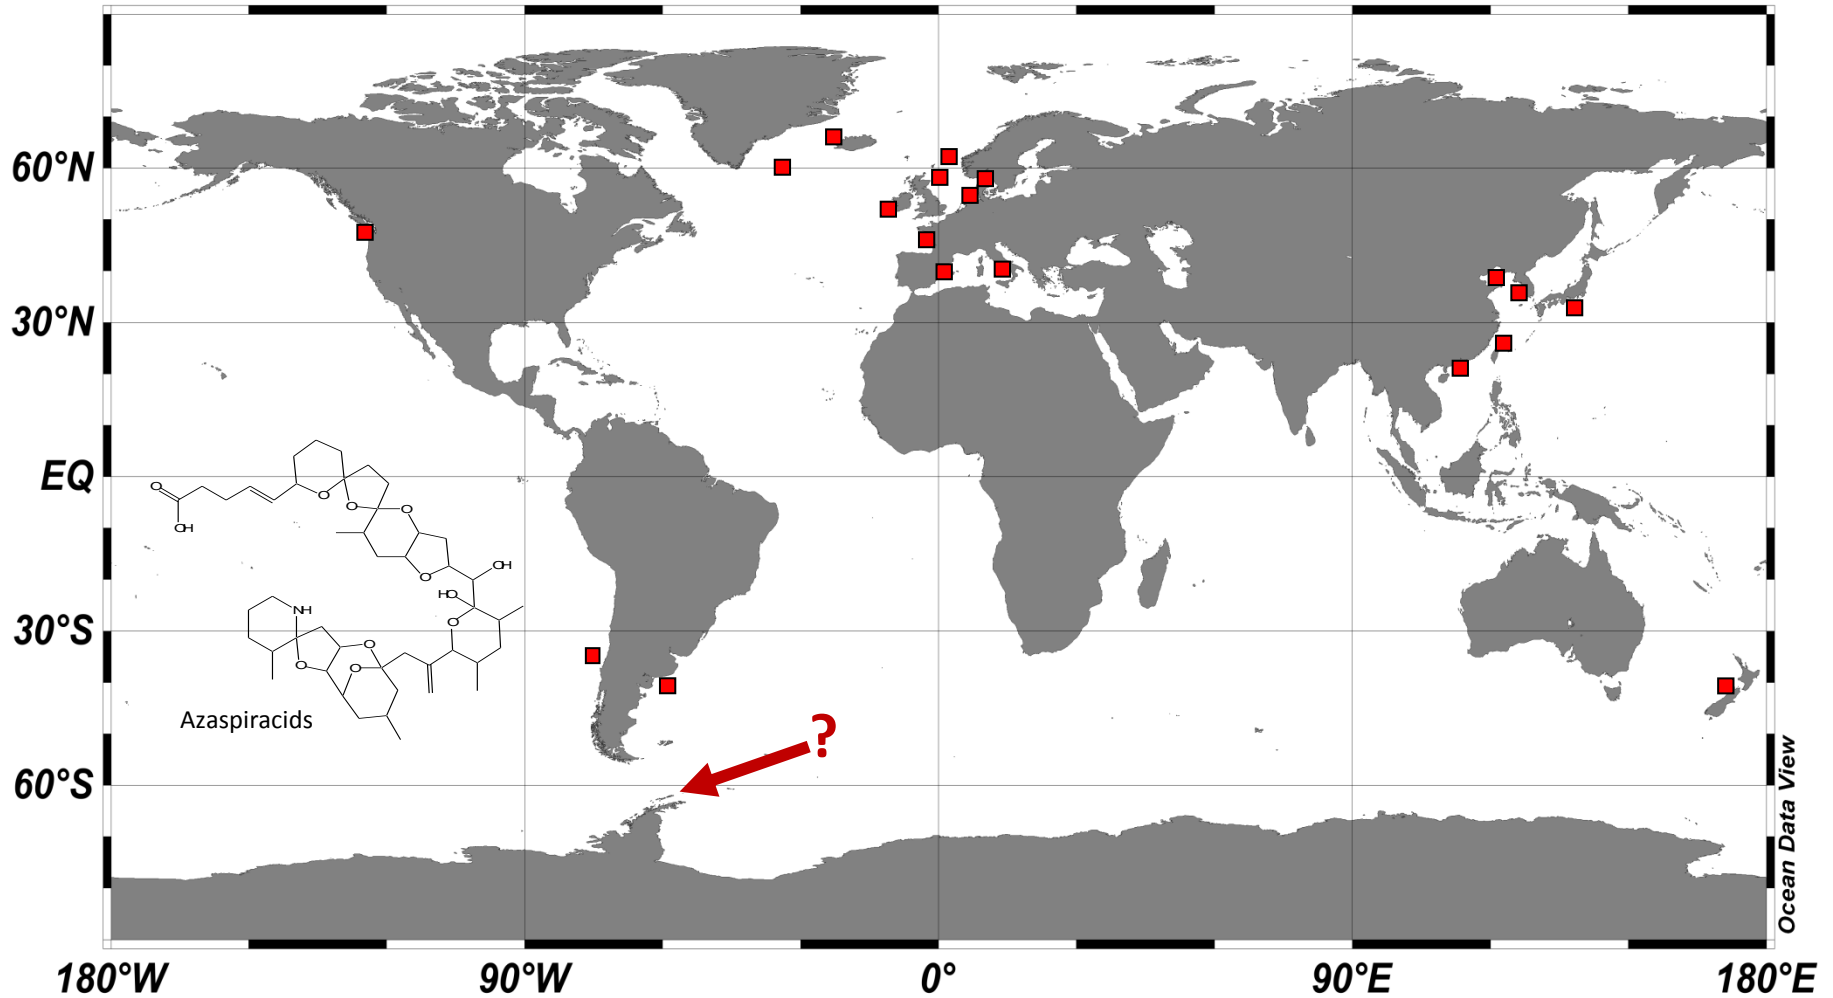 60°N
30°N
EQ
30°S
60°S
180°W
90°W
0°
90°E
180°E
O
OH
O
O
O
O
OH
HO
O
NH
O
O
O
Azaspiracids
?
Ocean Data View